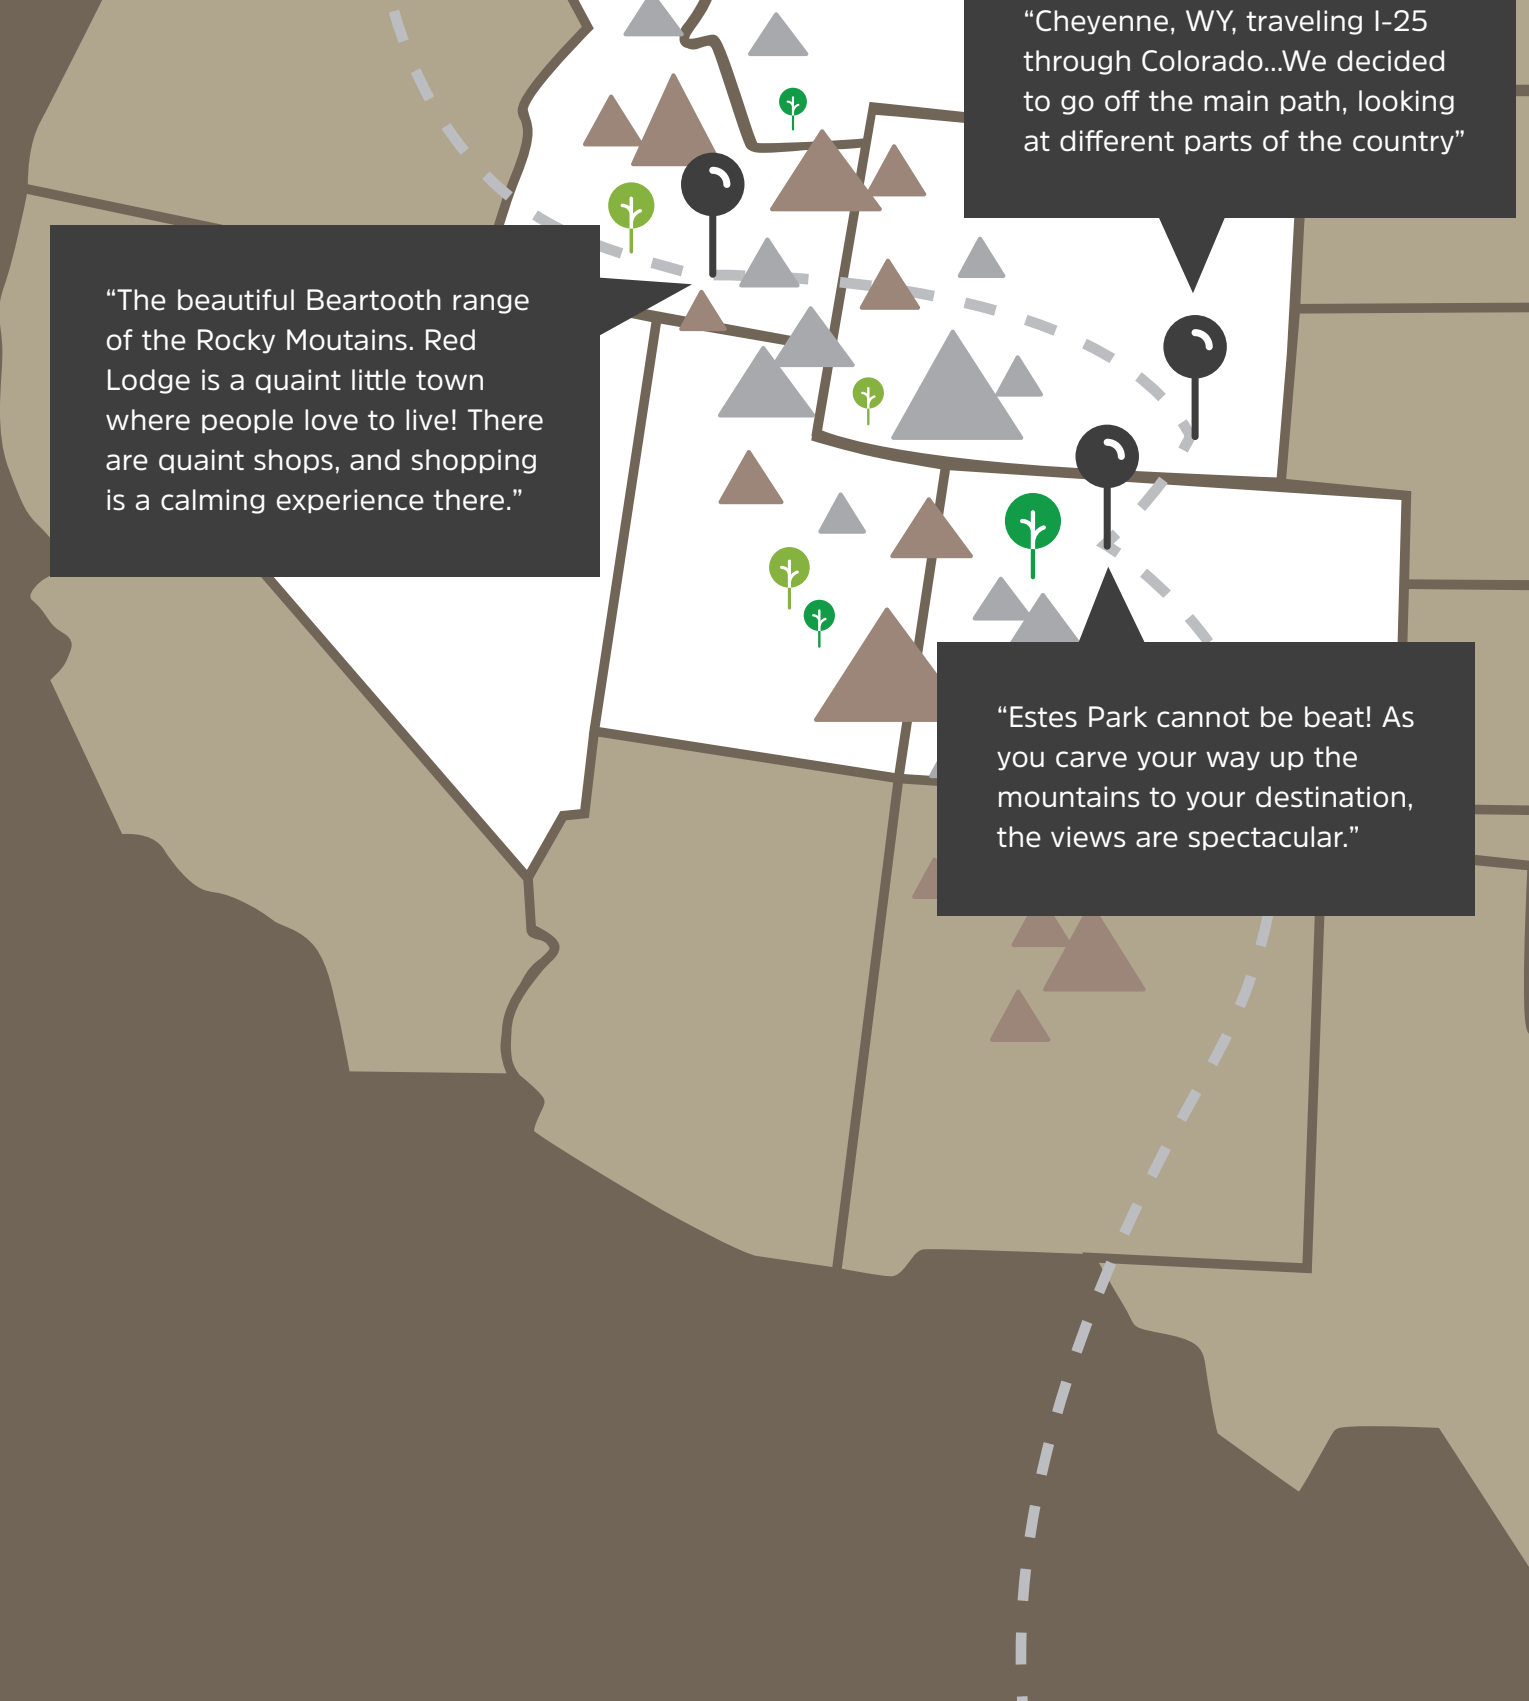 “Cheyenne, WY, traveling I-25
through Colorado...We decided
to go off the main path, looking
at different parts of the country”
“The beautiful Beartooth range
of the Rocky Moutains. Red
Lodge is a quaint little town
where people love to live! There
are quaint shops, and shopping
is a calming experience there.”
“Estes Park cannot be beat! As
you carve your way up the
mountains to your destination,
the views are spectacular.”